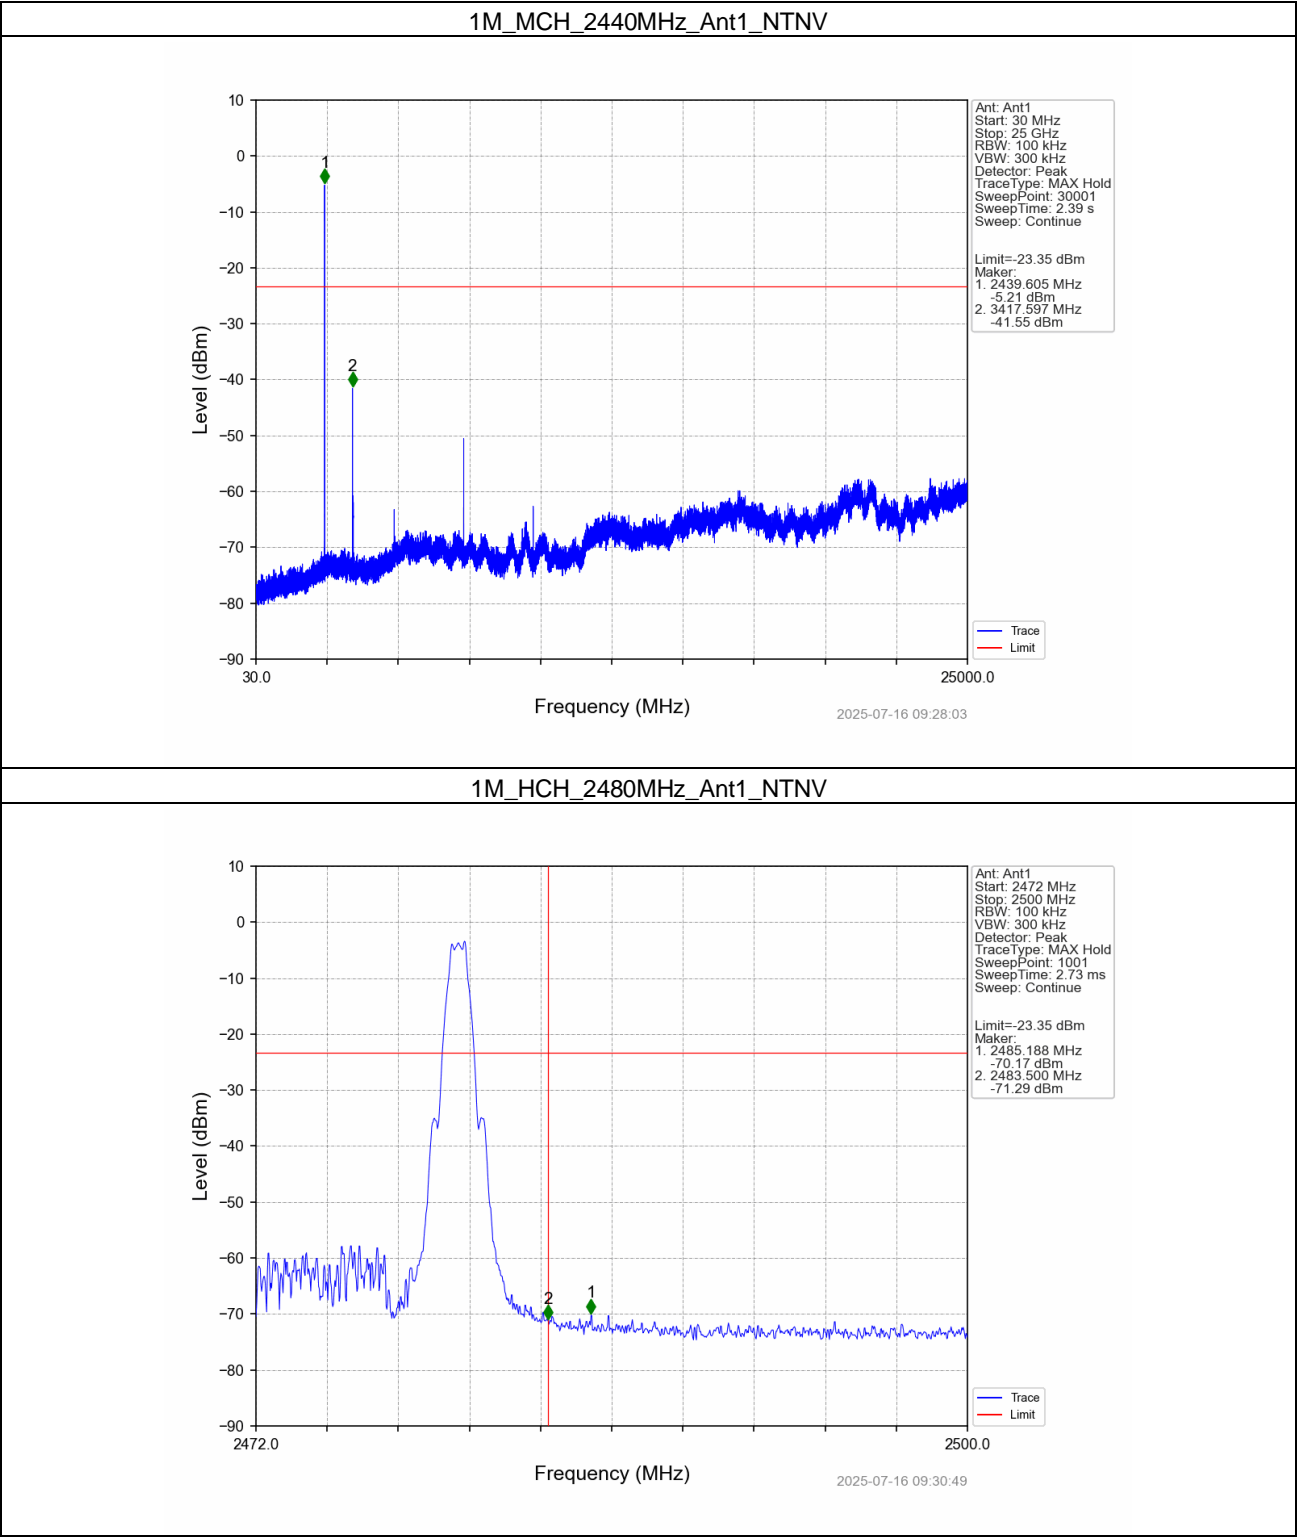 1M_MCH_2440MHz_Ant1_NTNV
10
0
−10
−20
−30
−40
−50
−60
−70
−80
−90
Level (dBm)
1
2
30.0
25000.0
Frequency (MHz)
2025-07-16 09:28:03
Ant: Ant1
Start: 30 MHz
Stop: 25 GHz
RBW: 100 kHz
VBW: 300 kHz
Detector: Peak
TraceType: MAX Hold
SweepPoint: 30001
SweepTime: 2.39 s
Sweep: Continue
Limit=-23.35 dBm
Maker:
1. 2439.605 MHz
-5.21 dBm
2. 3417.597 MHz
-41.55 dBm
Trace
Limit
1M_HCH_2480MHz_Ant1_NTNV
10
0
−10
−20
−30
−40
−50
−60
−70
−80
−90
Level (dBm)
2
1
2472.0
2500.0
Frequency (MHz)
2025-07-16 09:30:49
Ant: Ant1
Start: 2472 MHz
Stop: 2500 MHz
RBW: 100 kHz
VBW: 300 kHz
Detector: Peak
TraceType: MAX Hold
SweepPoint: 1001
SweepTime: 2.73 ms
Sweep: Continue
Limit=-23.35 dBm
Maker:
1. 2485.188 MHz
-70.17 dBm
2. 2483.500 MHz
-71.29 dBm
Trace
Limit